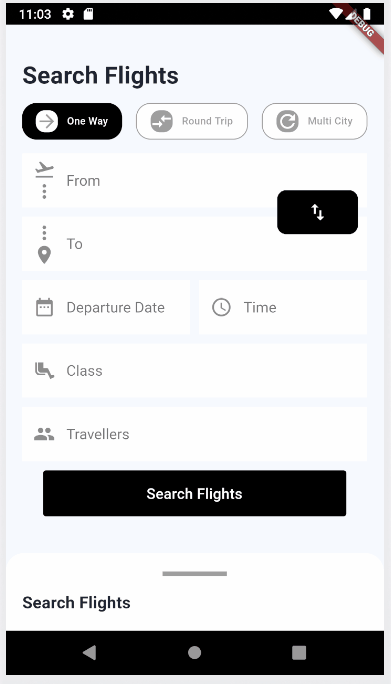 11:03
DEBUG
Search Flights
One Way
Round Trip
Multi City
From
To
Departure Date
Time
Class
Travellers
Search Flights
Search Flights